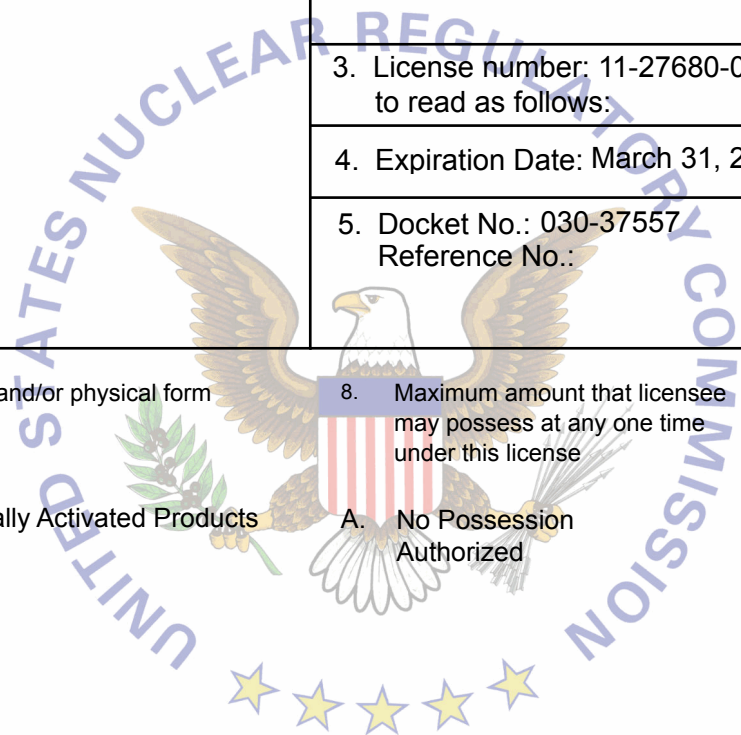 3. License number: 11-27680-0
to read as follows:
4. Expiration Date: March 31, 2
5. Docket No.: 030-37557
Reference No.:
and/or physical form
8. Maximum amount that licensee
may possess at any one time
under this license
ally Activated Products
A. No Possession
Authorized
UNITED STATES NUCLEAR REGULATORY COMMISSION